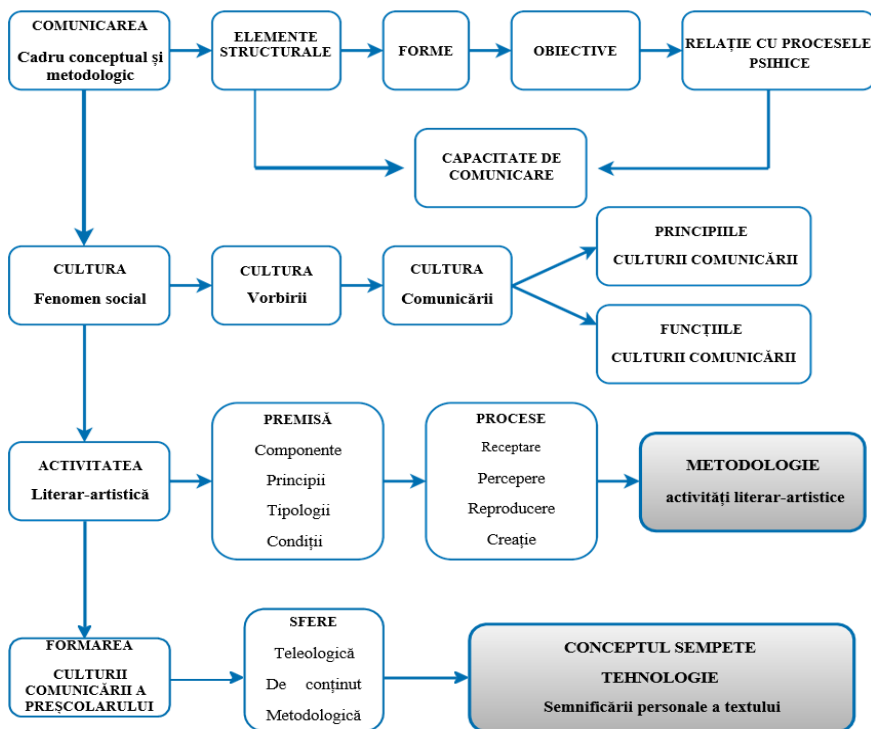 COMUNICAREA
Cadru conceptual și
metodologic
ELEMENTE
STRUCTURALE
FORME
OBIECTIVE
RELAȚIE CU PROCESELE
PSIHICE
CAPACITATE DE
COMUNICARE
CULTURA
Fenomen social
CULTURA
Vorbirii
CULTURA
Comunicării
PRINCIPIILE
CULTURII COMUNICĂRII
FUNCȚIILE
CULTURII COMUNICĂRII
ACTIVITATEA
Literar-artistică
PREMISĂ
Componente
Principii
Tipologii
Condiții
PROCESE
Receptare
Percepere
Reproducere
Creație
METODOLOGIE
activități literar-artistice
FORMAREA
CULTURII
COMUNICĂRII A
PREȘCOLARULUI
SFERE
Teleologică
De conținut
Metodologică
CONCEPTUL SEMPETE
TEHNOLOGIE
Semnificării personale a textului